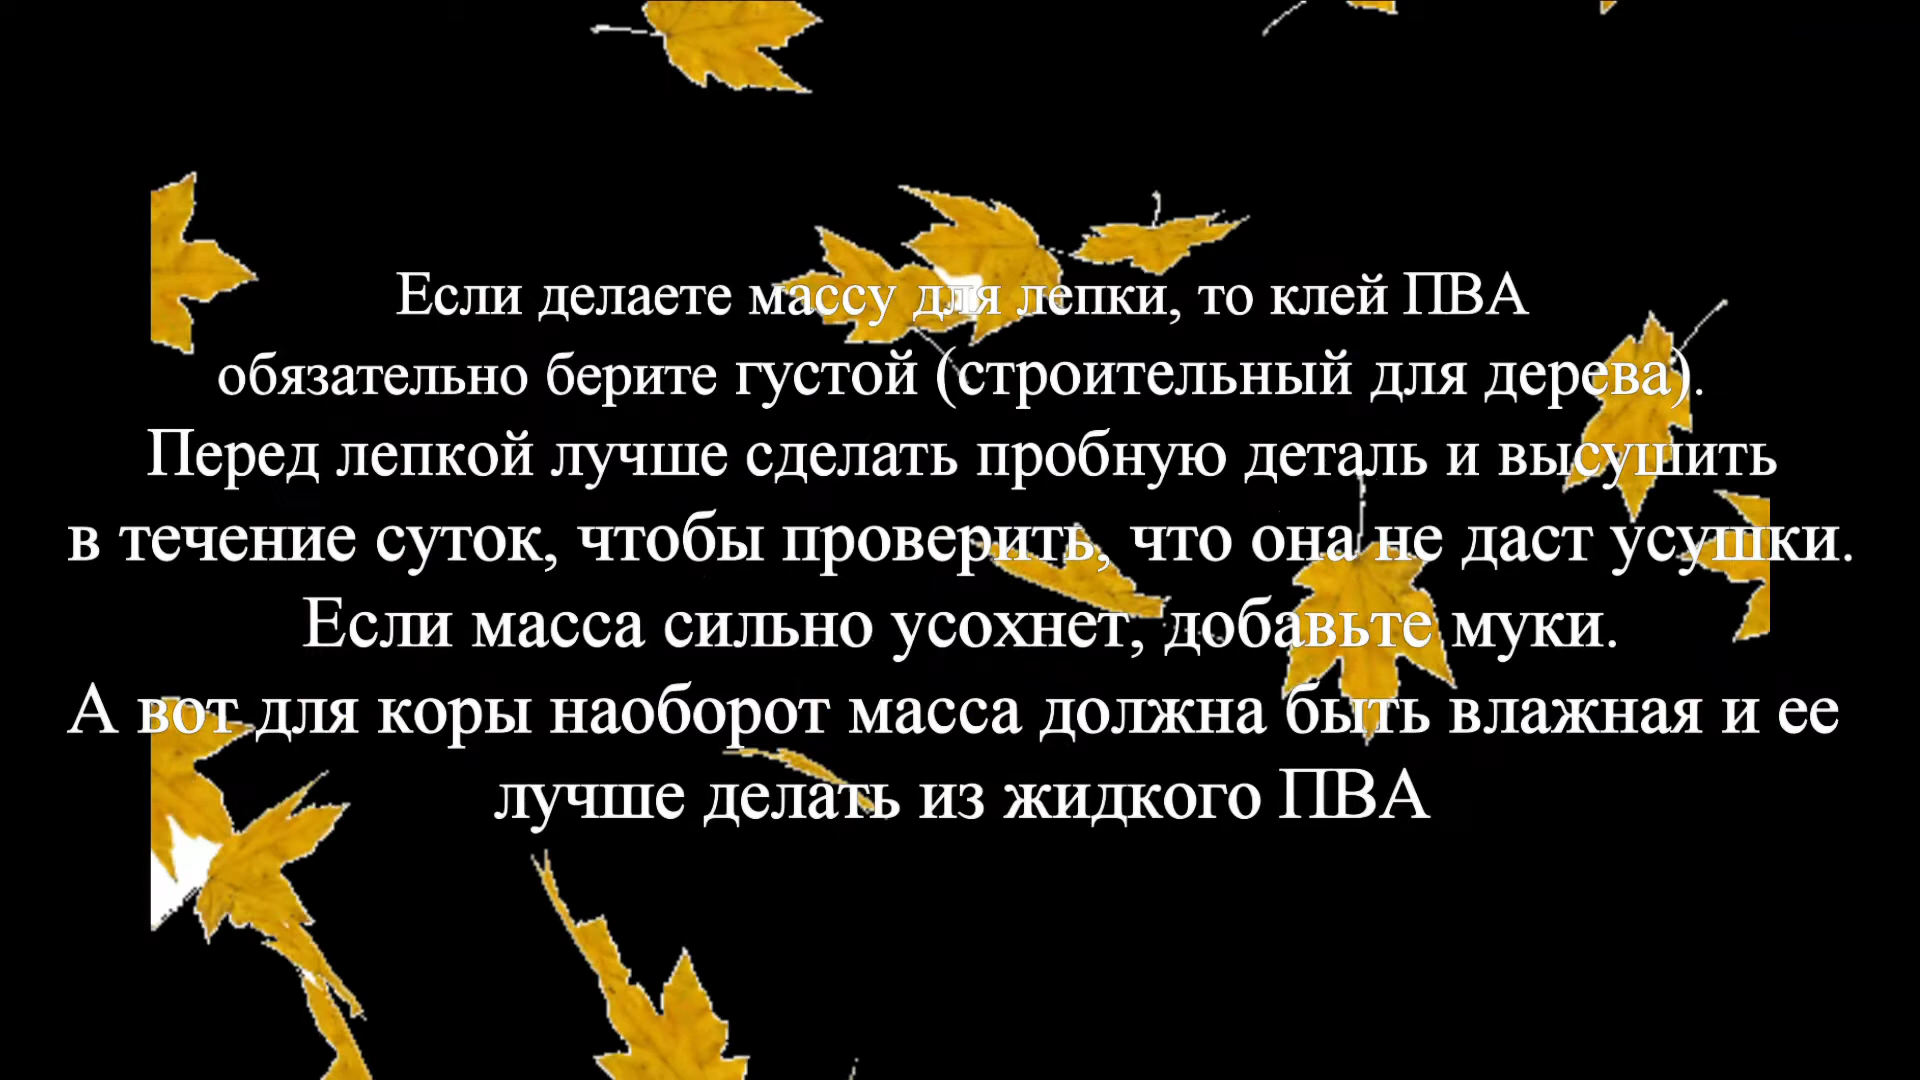 Если делаете массу для лепки, то клей ПВА
обязательно берите густой (строительный для дерева).
Перед лепкой лучше сделать пробную деталь и высушить
в течение суток, чтобы проверить, что она не даст усушки.
Если масса сильно усохнет, добавьте муки.
А вот для коры наоборот масса должна быть влажная и ее
лучше делать из жидкого ПВА